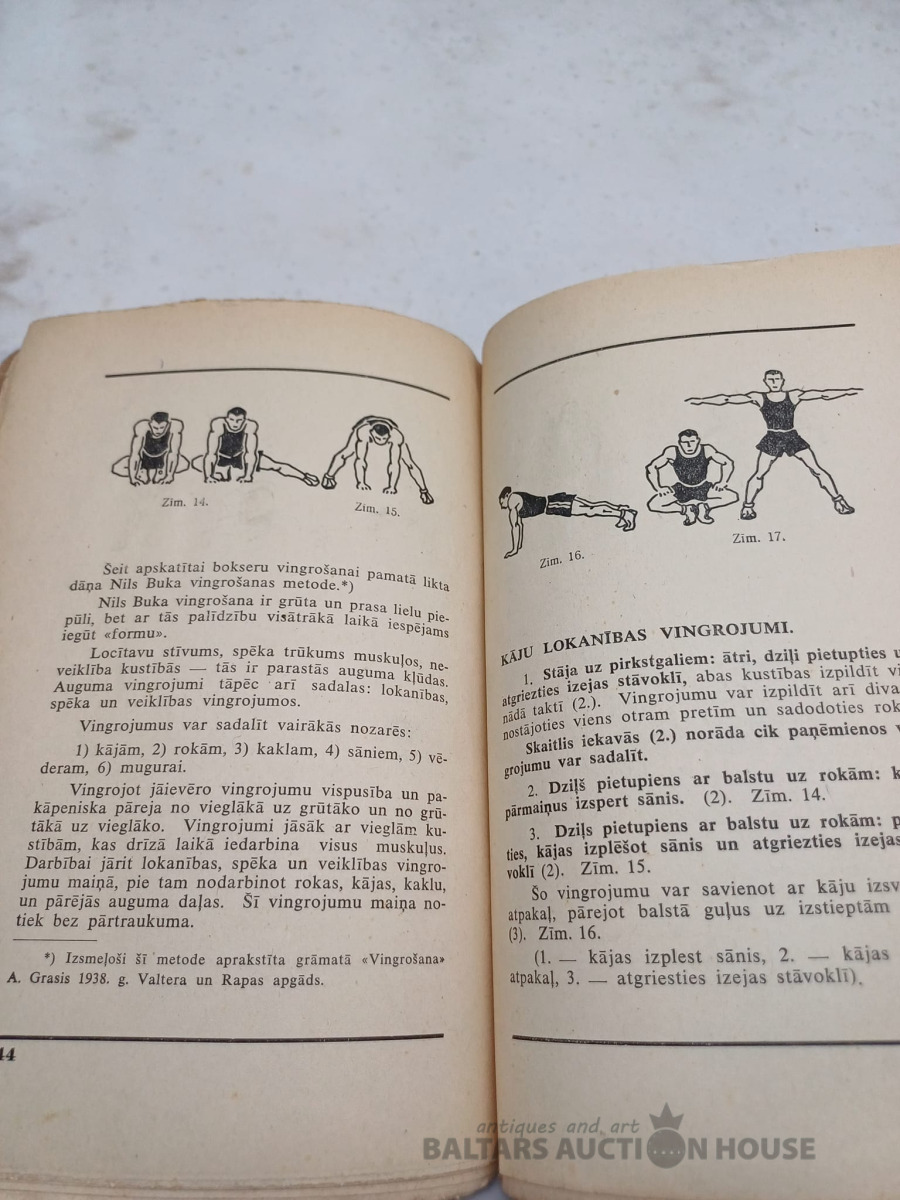 Zīm. 14.
Zīm. 15.
Šeit apskatītai bokseru vingrošanai pamatā likta
dāņa Nils Buka vingrošanas metode.*)
Nils Buka vingrošana ir grūta un prasa lielu pie-
pūli, bet ar tās palīdzību visātrākā laikā iespējams
iegūt «formu».
Locītavu stīvums, spēka trūkums muskuļos, ne-
veiklība kustībās — tās ir parastās auguma kļūdas.
Auguma vingrojumi tāpēc arī sadalas: lokanības,
spēka un veiklības vingrojumos.
Vingrojumus var sadalīt vairākās nozarēs:
1) kājām, 2) rokām, 3) kaklam, 4) sāniem, 5) vē-
deram, 6) mugurai.
Vingrojot jāievēro vingrojumu vispusība un pa-
kāpeniska pāreja no vieglākā uz grūtāko un no grū-
tākā uz vieglāko. Vingrojumi jāsāk ar vieglām ku-
stībām, kas drīzā laikā iedarbina visus muskuļus.
Darbībai jārit lokanības, spēka un veiklības vingro-
jumu maiņā, pie tam nodarbinot rokas, kājas, kaklu,
un pārējās auguma daļas. Šī vingrojumu maiņa no-
tiek bez pārtraukuma.
*) Izsmeļoši šī metode aprakstīta grāmatā «Vingrošana»
A. Grasis 1938. g. Valtera un Rapas apgāds.
44
Zīm. 16.
Zīm. 17.
KĀJU LOKANĪBAS VINGROJUMI.
1. Stāja uz pirkstgaliem: ātri, dziļi pietupties u
atgriezties izejas stāvoklī, abas kustības izpildīt vi
nādā taktī (2.). Vingrojumu var izpildīt arī diva
nostājoties viens otram pretīm un sadodoties rok
Skaitlis iekavās (2.) norāda cik paņēmienos v
grojumu var sadalīt.
2. Dziļš pietupiens ar balstu uz rokām: k
pārmaiņus izspert sānis. (2). Zīm. 14.
3. Dziļš pietupiens ar balstu uz rokām: p
ties, kājas izplēšot sānis un atgriezties izejas
voklī (2). Zīm. 15.
Šo vingrojumu var savienot ar kāju izsv
atpakaļ, pārejot balstā guļus uz izstieptām
(3). Zīm. 16.
(1. — kājas izplest sānis, 2. — kājas
atpakaļ, 3. — atgriesties izejas stāvoklī).
antiques and art
BALTARS AUCTION HOUSE